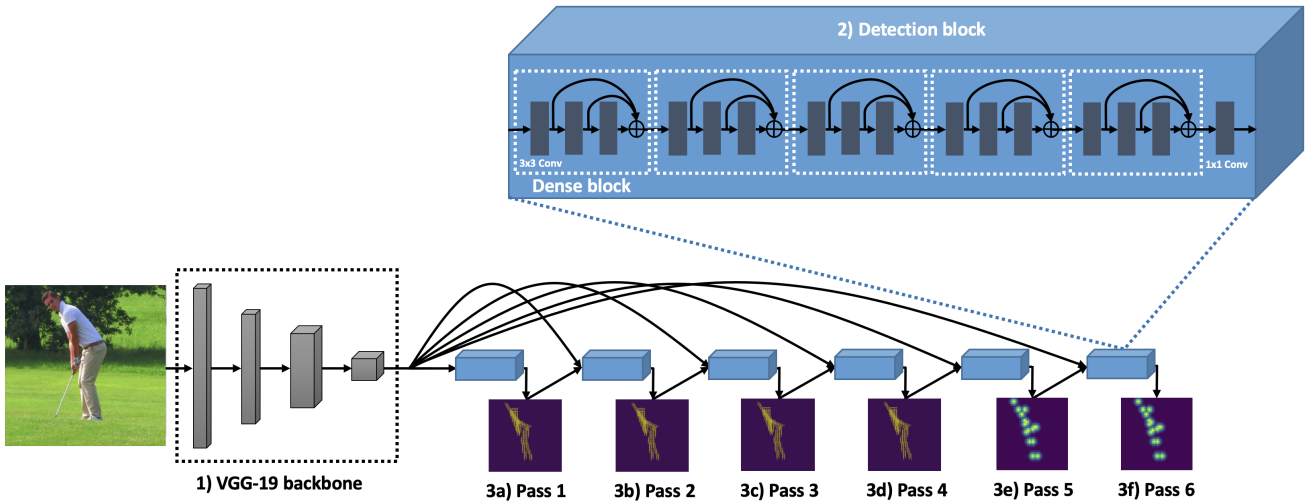 2) Detection block
3x3 Conv
1x1 Conv
Dense block
1) VGG-19 backbone
3a) Pass 1
3b) Pass 2
3c) Pass 3
3d) Pass 4
3e) Pass 5
3f) Pass 6